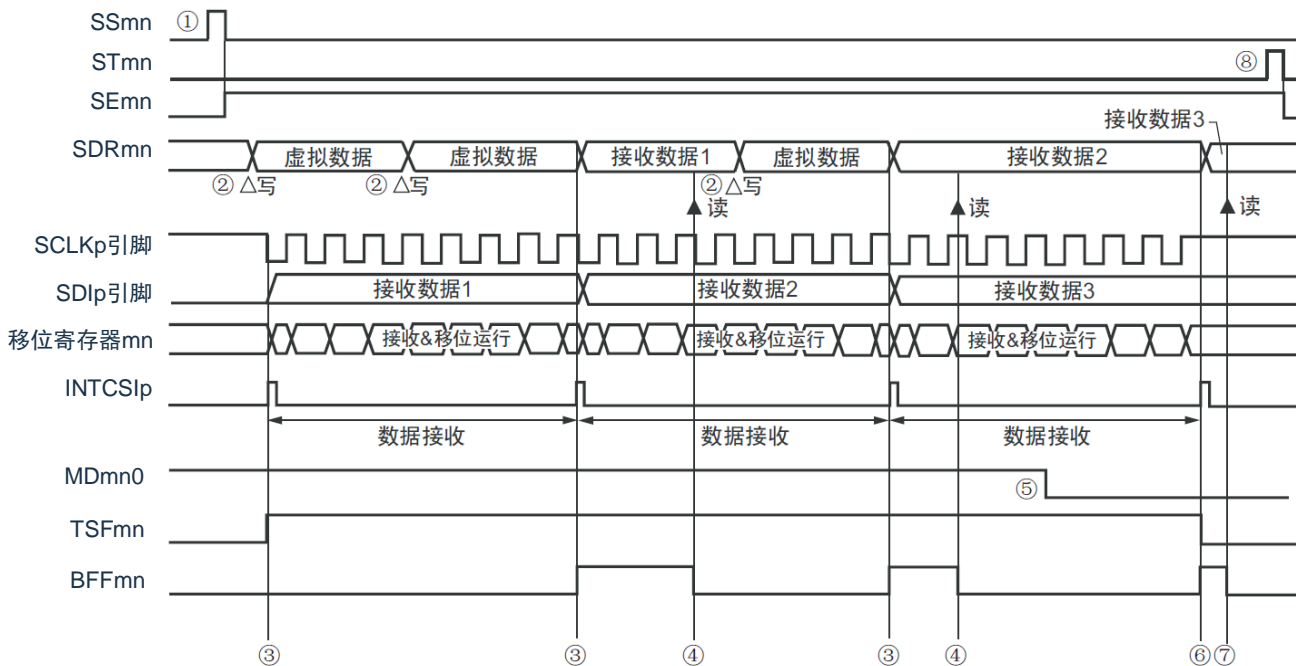 SSmn ①
STmn ⑧
SEmn
接收数据3
SDRmn 虚拟数据 虚拟数据 接收数据1 虚拟数据 接收数据2
②△写 ②△写 ②△写
▲读 ▲读 ▲读
SCLKp引脚
SDIp引脚 接收数据1 接收数据2 接收数据3
移位寄存器mn 接收&移位运行 接收&移位运行 接收&移位运行
INTCSIp
数据接收 数据接收 数据接收
MDmn0 ⑤
TSFmn
BFFmn
③ ③ ④ ③ ④ ⑥⑦